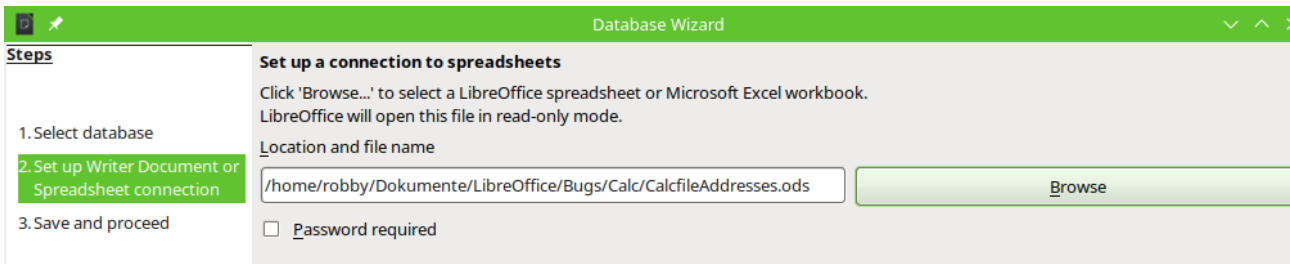 Database Wizard
Steps
1. Select database
2. Set up Writer Document or
Spreadsheet connection
3. Save and proceed
Set up a connection to spreadsheets
Click 'Browse...' to select a LibreOffice spreadsheet or Microsoft Excel workbook.
LibreOffice will open this file in read-only mode.
Location and file name
/home/robby/Dokumente/LibreOffice/Bugs/Calc/CalcfileAddresses.ods
Browse
Password required